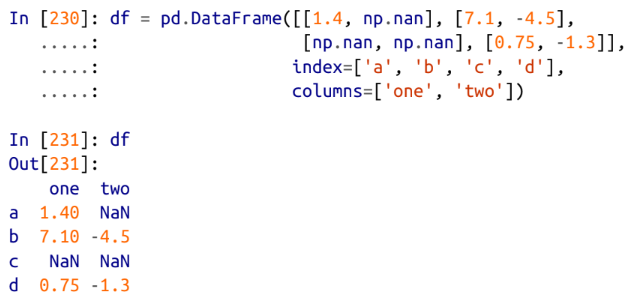 In [230]: df = pd.DataFrame([[1.4, np.nan], [7.1, -4.5],
   .....:                    [np.nan, np.nan], [0.75, -1.3]],
   .....:                   index=['a', 'b', 'c', 'd'],
   .....:                   columns=['one', 'two'])
In [231]: df
Out[231]:
    one  two
a  1.40  NaN
b  7.10 -4.5
c   NaN  NaN
d  0.75 -1.3